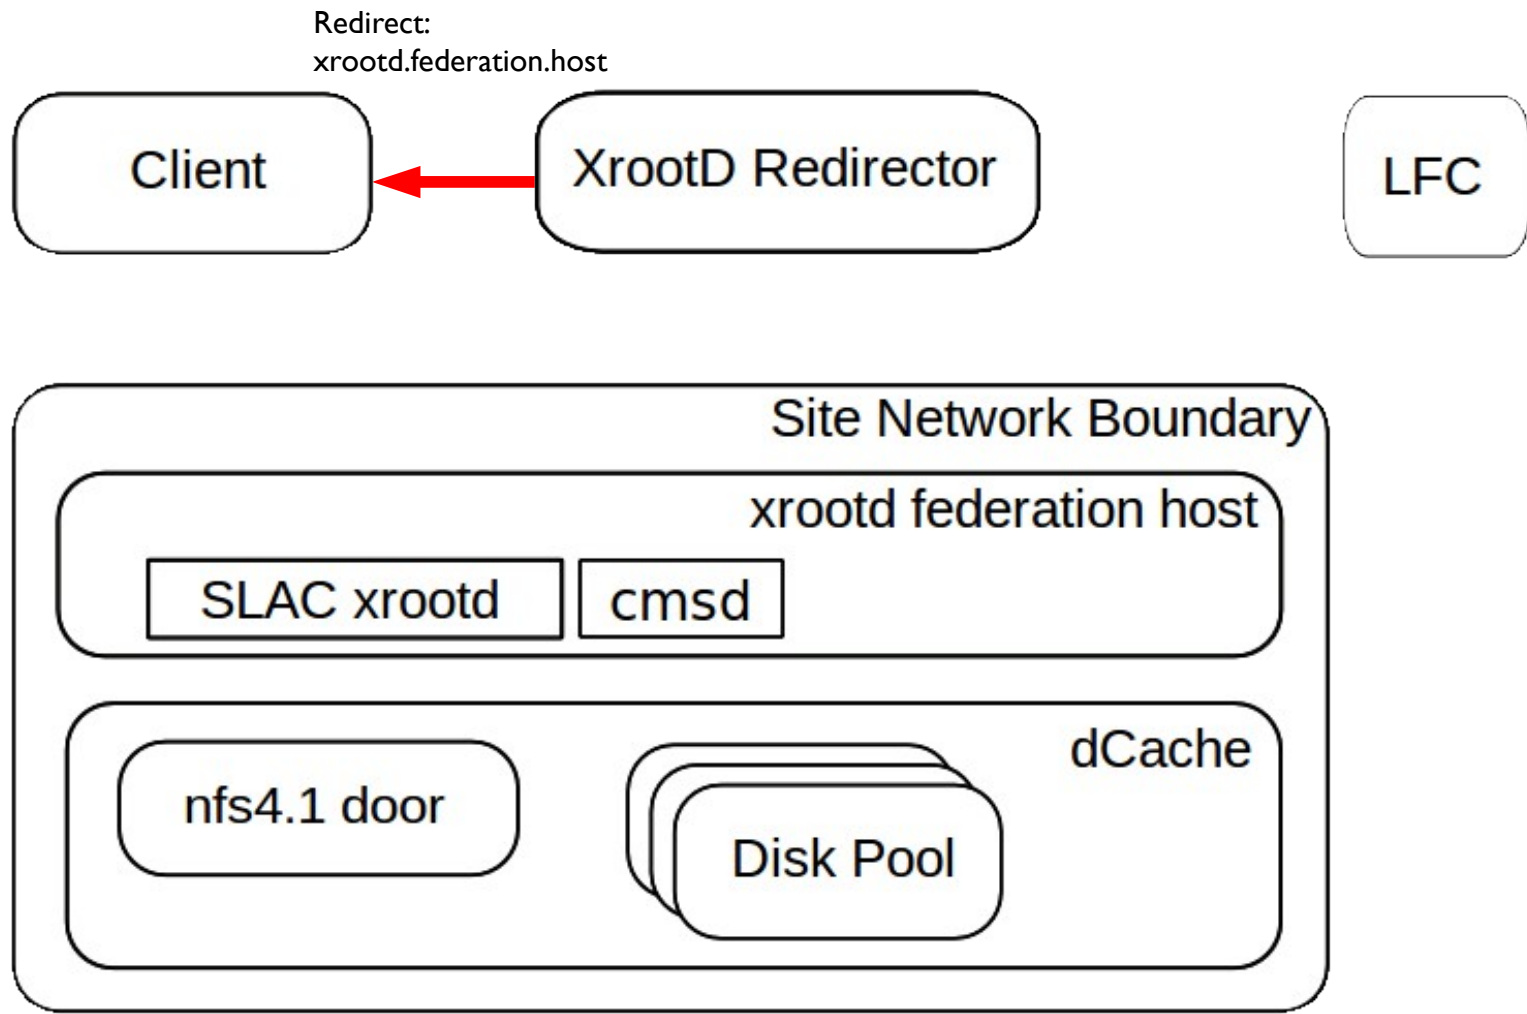 Redirect:
xrootd.federation.host
Client
XrootD Redirector
LFC
Site Network Boundary
xrootd federation host
SLAC xrootd
cmsd
dCache
nfs4.1 door
Disk Pool